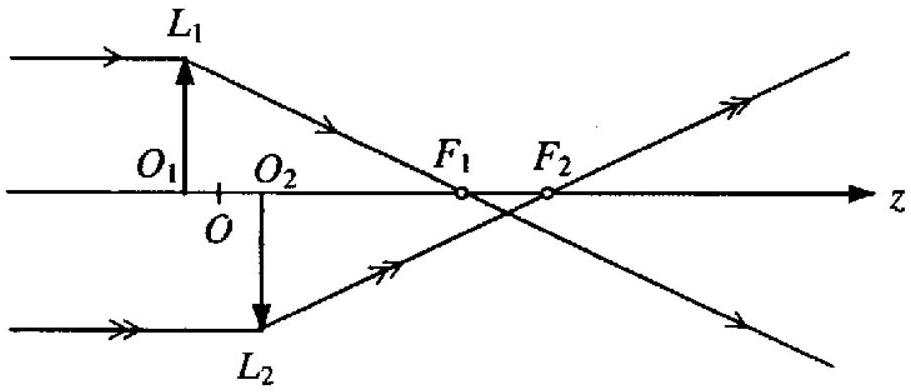 L₁
O₁ O₂ F₁ F₂
O z
L₂